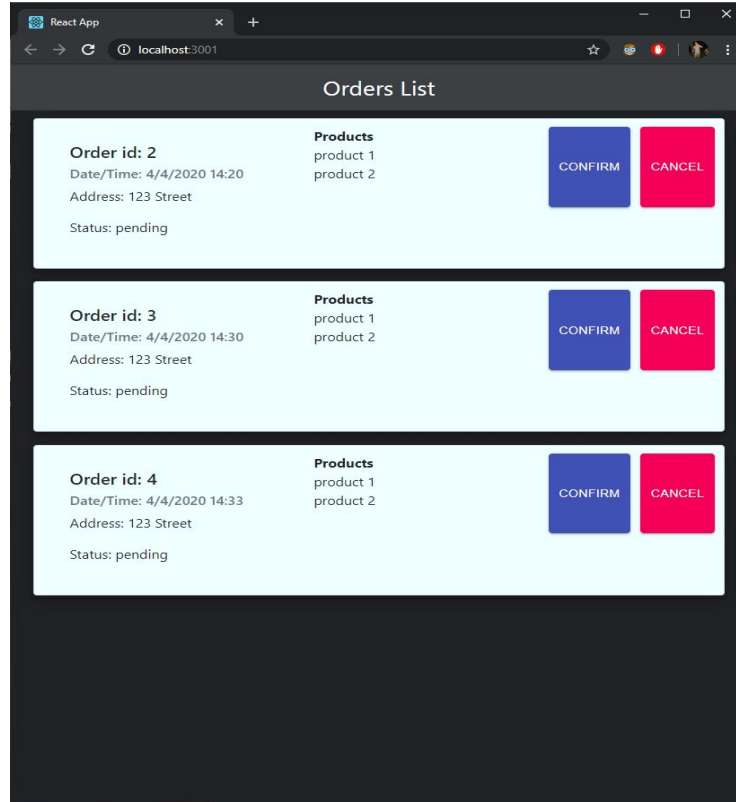 React App
localhost:3001
Orders List
Order id: 2
Date/Time: 4/4/2020 14:20
Address: 123 Street
Status: pending
Products
product 1
product 2
CONFIRM
CANCEL
Order id: 3
Date/Time: 4/4/2020 14:30
Address: 123 Street
Status: pending
Products
product 1
product 2
CONFIRM
CANCEL
Order id: 4
Date/Time: 4/4/2020 14:33
Address: 123 Street
Status: pending
Products
product 1
product 2
CONFIRM
CANCEL